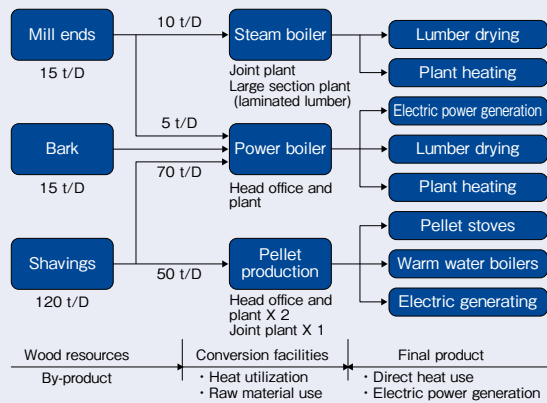 Mill ends
10 t/D
Steam boiler
Lumber drying
15 t/D
Joint plant
Large section plant
(laminated lumber)
Plant heating
5 t/D
Electric power generation
Bark
Power boiler
Lumber drying
15 t/D
70 t/D
Head office and
plant
Plant heating
Pellet stoves
Shavings
50 t/D
Pellet
production
Warm water boilers
120 t/D
Head office and
plant X 2
Joint plant X 1
Electric generating
Wood resources
Conversion facilities
Final product
By-product
・Heat utilization
・Raw material use
・Direct heat use
・Electric power generation